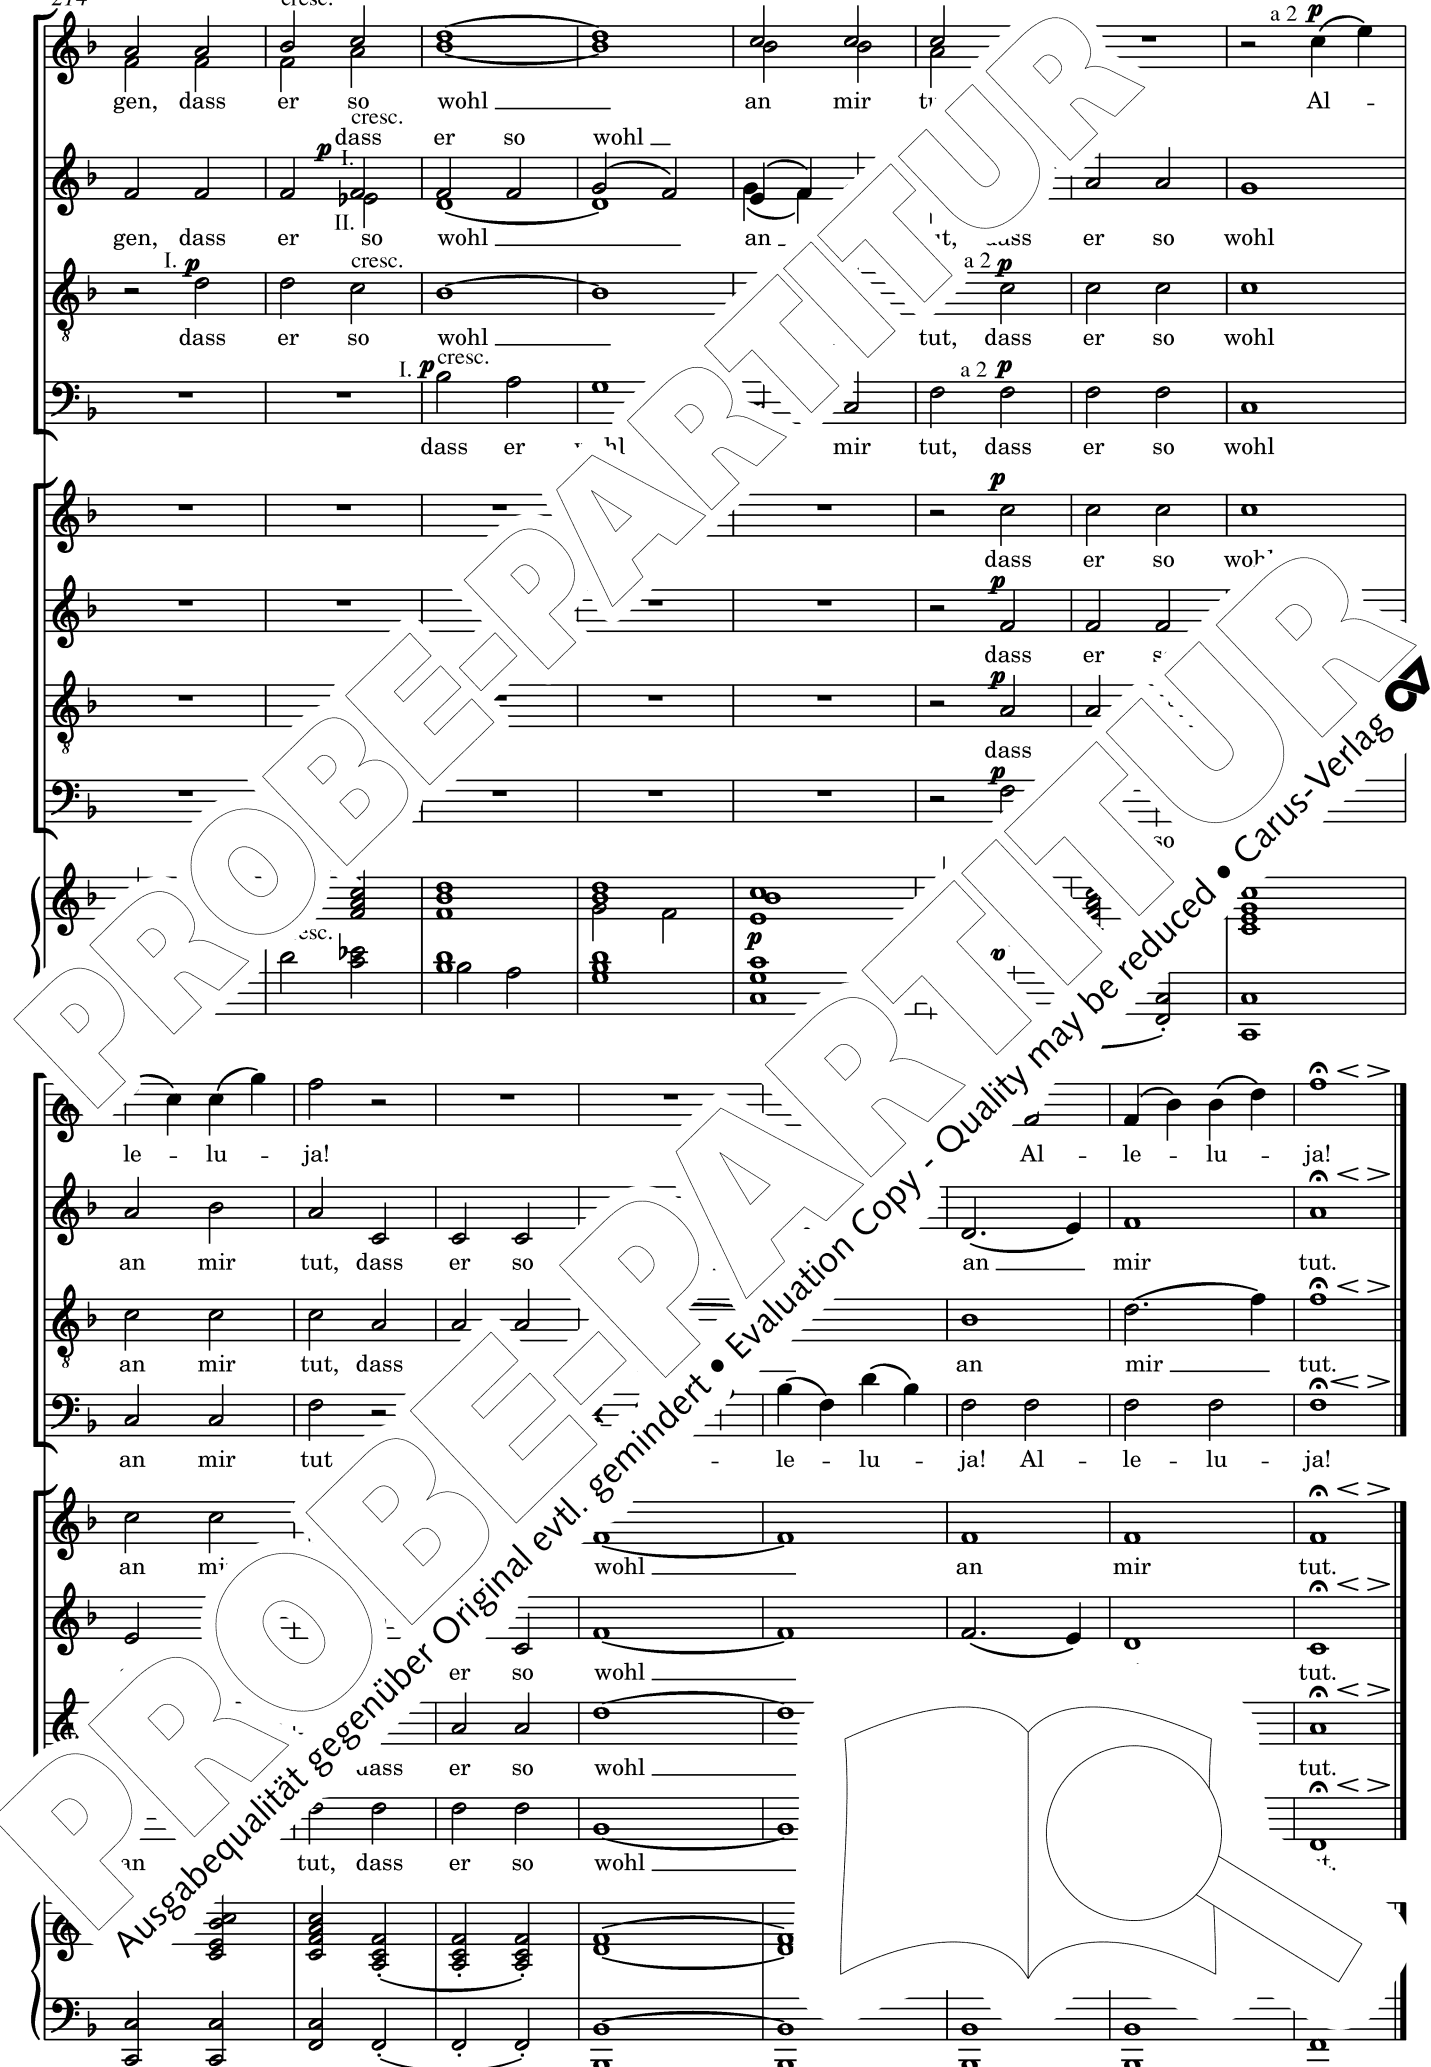 214
cresc.
a 2 p
gen, dass er so wohl an mir Al -
cresc.
dass er so wohl
p I.
II.
gen, dass er so wohl an dass er so wohl
I. p cresc. a 2 p
dass er so wohl tut, dass er so wohl
I. p cresc. a 2 p
dass er mir tut, dass er so wohl
p
dass er so wohl
p
dass er
p
dass
p
so
p
p
le - lu - ja! Al - le - lu - ja!
an mir tut, dass er so an mir tut.
an mir tut, dass an mir tut.
an mir tut - le - lu - ja! Al - le - lu - ja!
an wohl an mir tut.
er so wohl tut.
dass er so wohl tut.
an tut, dass er so wohl
PROBE-PARTITUR
PROBE-PARTITUR
Ausgabequalität gegenüber Original evtl. gemindert • Evaluation Copy - Quality may be reduced • Carus-Verlag